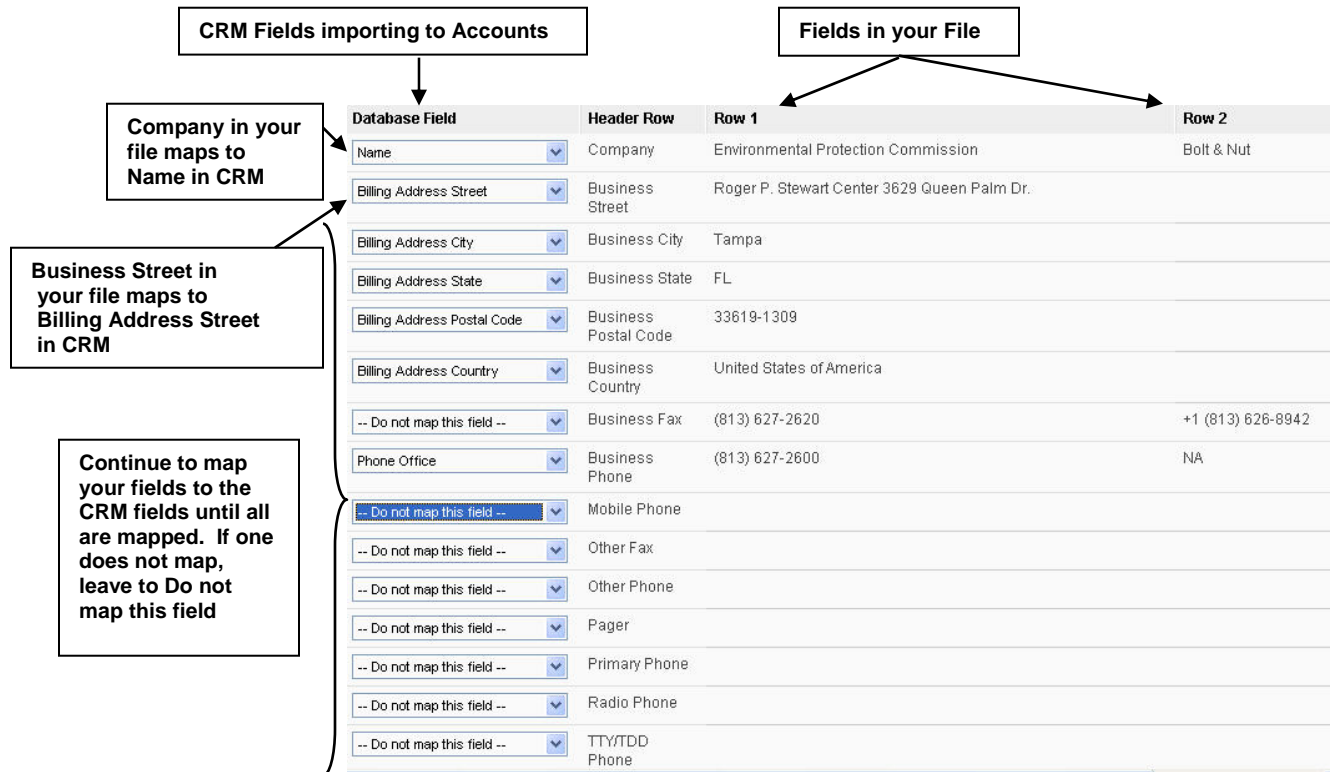 CRM Fields importing to Accounts
Fields in your File
Company in your
file maps to
Name in CRM
Business Street in
your file maps to
Billing Address Street
in CRM
Continue to map
your fields to the
CRM fields until all
are mapped.  If one
does not map,
leave to Do not
map this field
Database Field Header Row Row 1 Row 2
Name Company Environmental Protection Commission Bolt & Nut
Billing Address Street Business Street Roger P. Stewart Center 3629 Queen Palm Dr.
Billing Address City Business City Tampa
Billing Address State Business State FL
Billing Address Postal Code Business Postal Code 33619-1309
Billing Address Country Business Country United States of America
-- Do not map this field -- Business Fax (813) 627-2620 +1 (813) 626-8942
Phone Office Business Phone (813) 627-2600 NA
-- Do not map this field -- Mobile Phone
-- Do not map this field -- Other Fax
-- Do not map this field -- Other Phone
-- Do not map this field -- Pager
-- Do not map this field -- Primary Phone
-- Do not map this field -- Radio Phone
-- Do not map this field -- TTY/TDD Phone